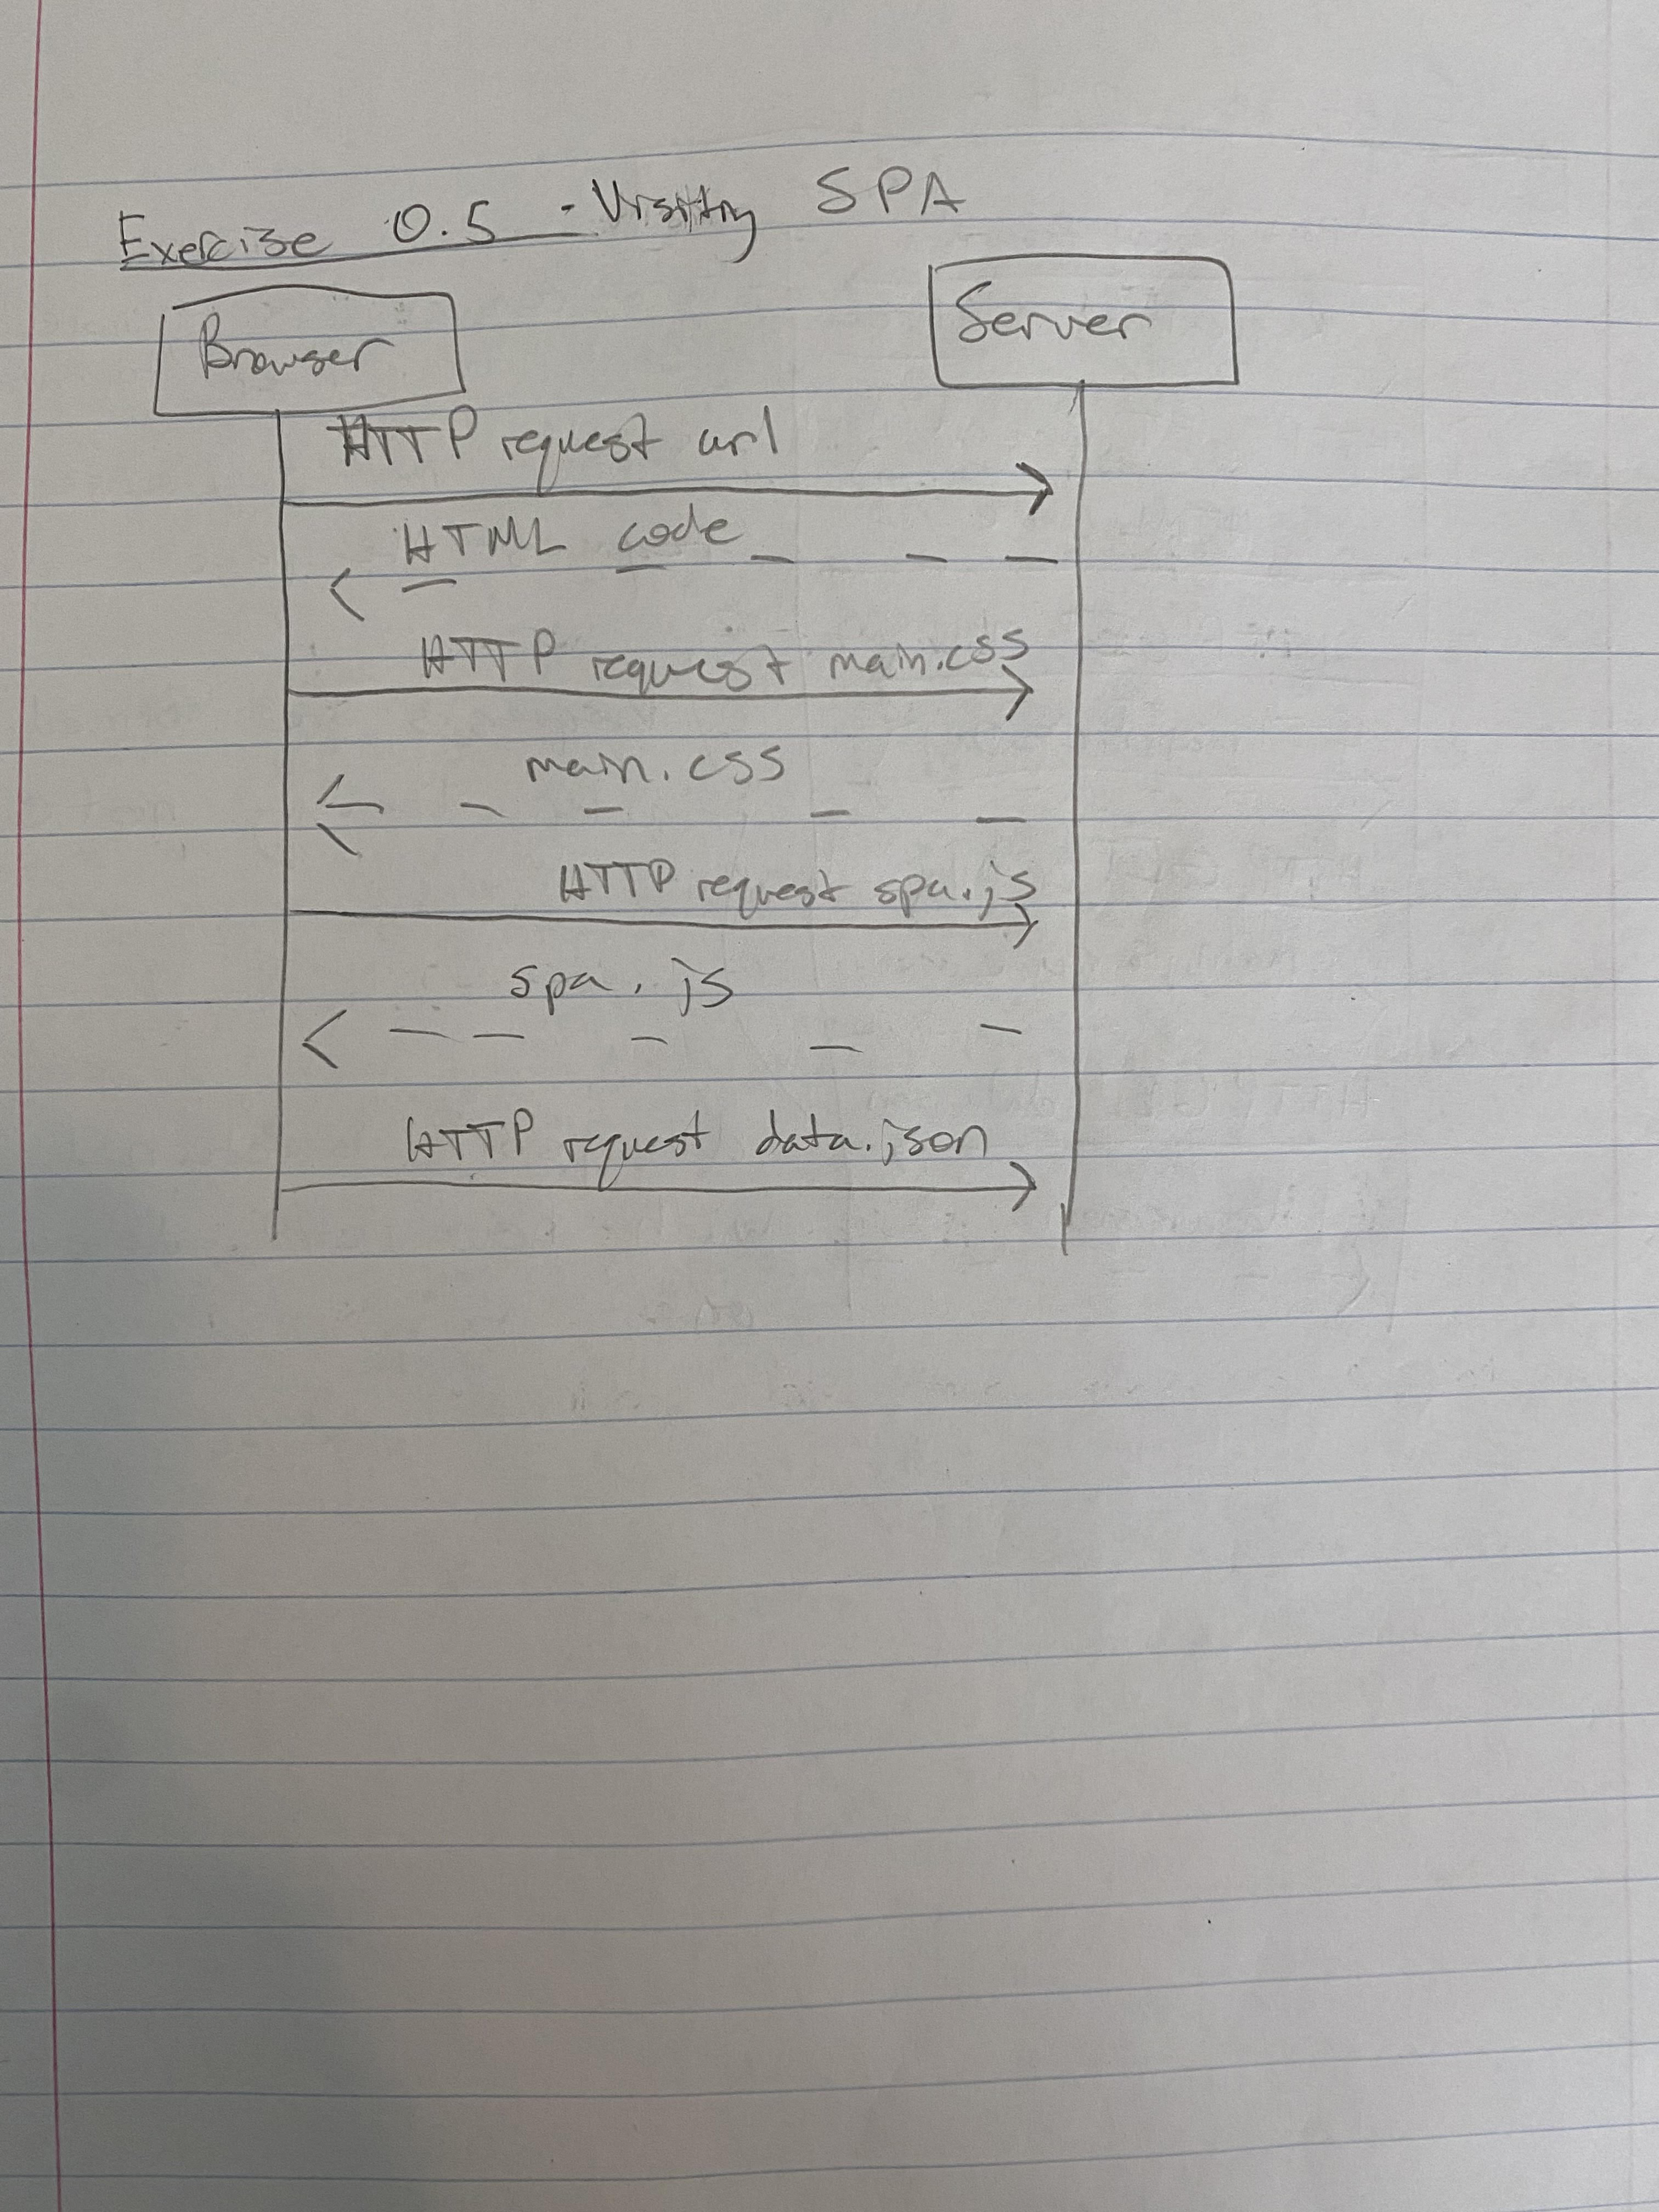 Exercise 0.5 - Visiting SPA
Browser
Server
HTTP request url
HTML code
HTTP request main.css
main.css
HTTP request spa.js
spa.js
HTTP request data.json